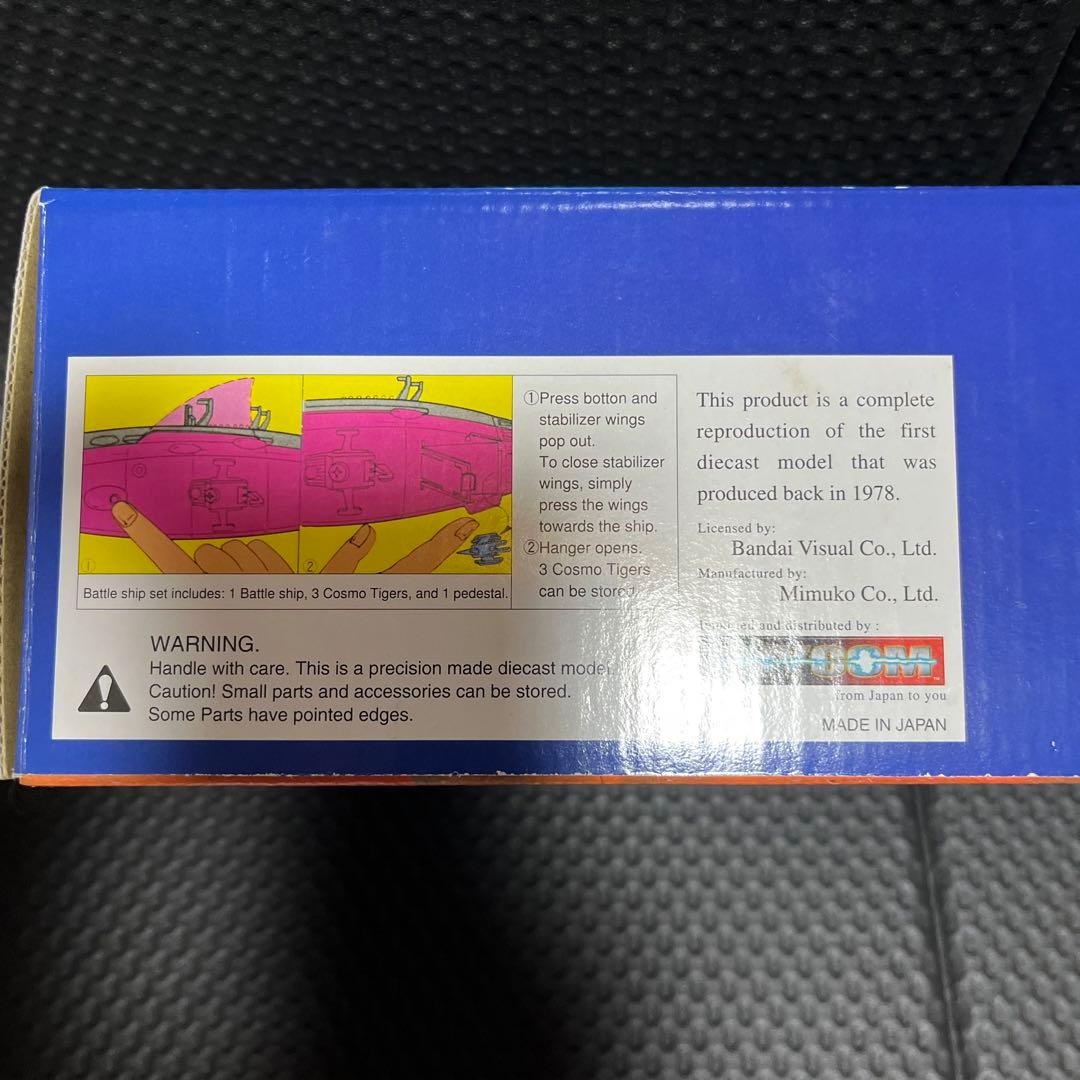 ①
②
Battle ship set includes: 1 Battle ship, 3 Cosmo Tigers, and 1 pedestal.
①Press botton and
stabilizer wings
pop out.
To close stabilizer
wings, simply
press the wings
towards the ship.
②Hanger opens.
3 Cosmo Tigers
can be stored.
This product is a complete
reproduction of the first
diecast model that was
produced back in 1978.
Licensed by:
Bandai Visual Co., Ltd.
Manufactured by:
Mimuko Co., Ltd.
and distributed by :
from Japan to you
MADE IN JAPAN
WARNING.
Handle with care. This is a precision made diecast model.
Caution! Small parts and accessories can be stored.
Some Parts have pointed edges.